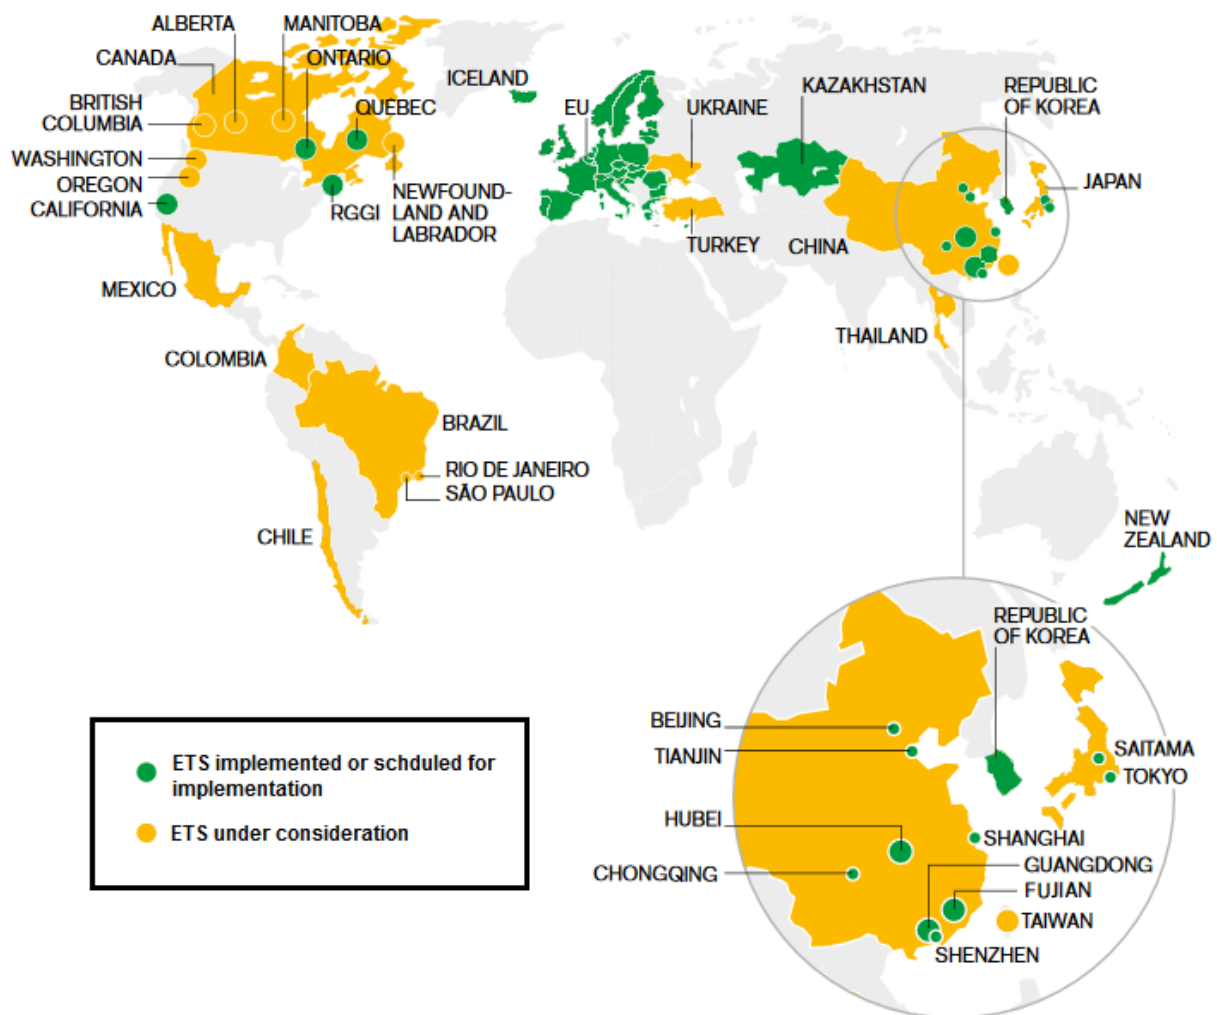 ALBERTA
MANITOBA
CANADA
ONTARIO
ICELAND
KAZAKHSTAN
REPUBLIC
OF KOREA
BRITISH
COLUMBIA
QUÉBEC
EU
UKRAINE
WASHINGTON
OREGON
CALIFORNIA
RGGI
NEWFOUND-
LAND AND
LABRADOR
JAPAN
TURKEY
CHINA
MEXICO
THAILAND
COLOMBIA
BRAZIL
RIO DE JANEIRO
SÃO PAULO
CHILE
NEW
ZEALAND
REPUBLIC
OF KOREA
BEIJING
TIANJIN
SAITAMA
TOKYO
HUBEI
SHANGHAI
CHONGQING
GUANGDONG
FUJIAN
TAIWAN
SHENZHEN
ETS implemented or schduled for
implementation
ETS under consideration